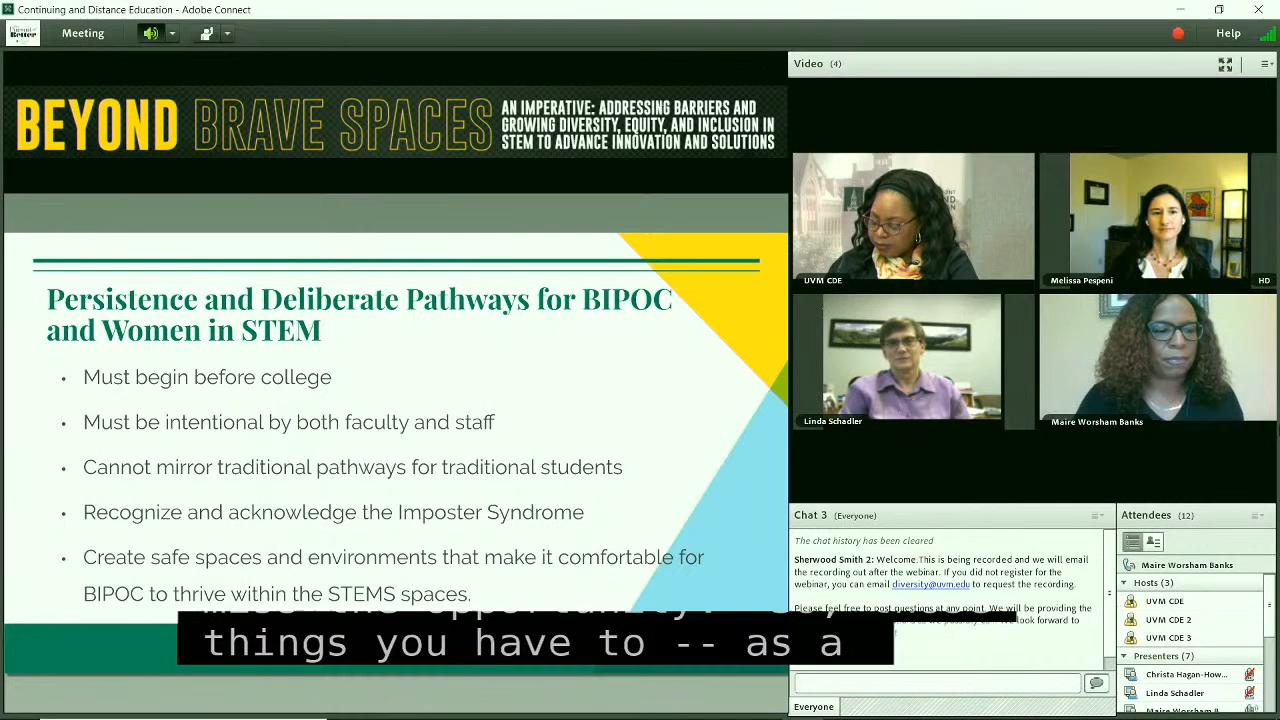 Continuing and Distance Education - Adobe Connect
Meeting
Help
BEYOND BRAVE SPACES
AN IMPERATIVE: ADDRESSING BARRIERS AND
GROWING DIVERSITY, EQUITY, AND INCLUSION IN
STEM TO ADVANCE INNOVATION AND SOLUTIONS
Persistence and Deliberate Pathways for BIPOC
and Women in STEM
• Must begin before college
• Must be intentional by both faculty and staff
• Cannot mirror traditional pathways for traditional students
• Recognize and acknowledge the Imposter Syndrome
• Create safe spaces and environments that make it comfortable for
BIPOC to thrive within the STEMS spaces.
things you have to -- as a
Video (4)
UVM CDE
Melissa Pespeni
HD
Linda Schadler
Maire Worsham Banks
Chat 3 (Everyone)
The chat history has been cleared
Sherwood Smith 2: Welcome.This is being recorded and we will email
the recording out after the webinar. If you did not register for the
webinar, you can email diversity@uvm.edu to request the recording.
Please feel free to post questions at any point. We will be providing the
look forward to
Everyone
Attendees (12)
Maire Worsham Banks
Hosts (3)
UVM CDE
UVM CDE 2
UVM CDE 3
Presenters (7)
Christa Hagan-How...
Linda Schadler